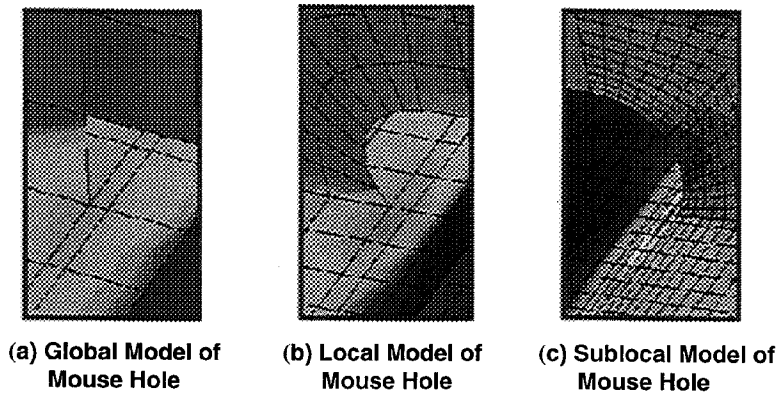 (a) Global Model of
Mouse Hole
(b) Local Model of
Mouse Hole
(c) Sublocal Model of
Mouse Hole